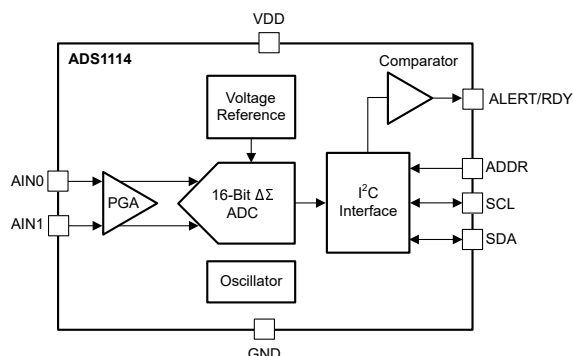 VDD
ADS1114
Comparator
Voltage
Reference
ALERT/RDY
ADDR
AIN0
PGA
16-Bit ΔΣ
ADC
I²C
Interface
SCL
AIN1
SDA
Oscillator
GND